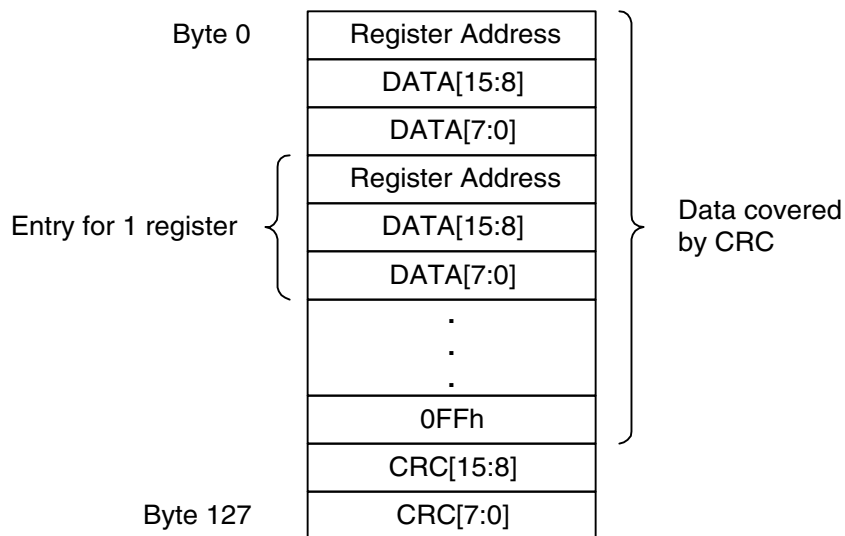 Byte 0
Register Address
DATA[15:8]
DATA[7:0]
Register Address
Entry for 1 register
DATA[15:8]
DATA[7:0]
Data covered
by CRC
.
.
.
0FFh
CRC[15:8]
Byte 127
CRC[7:0]